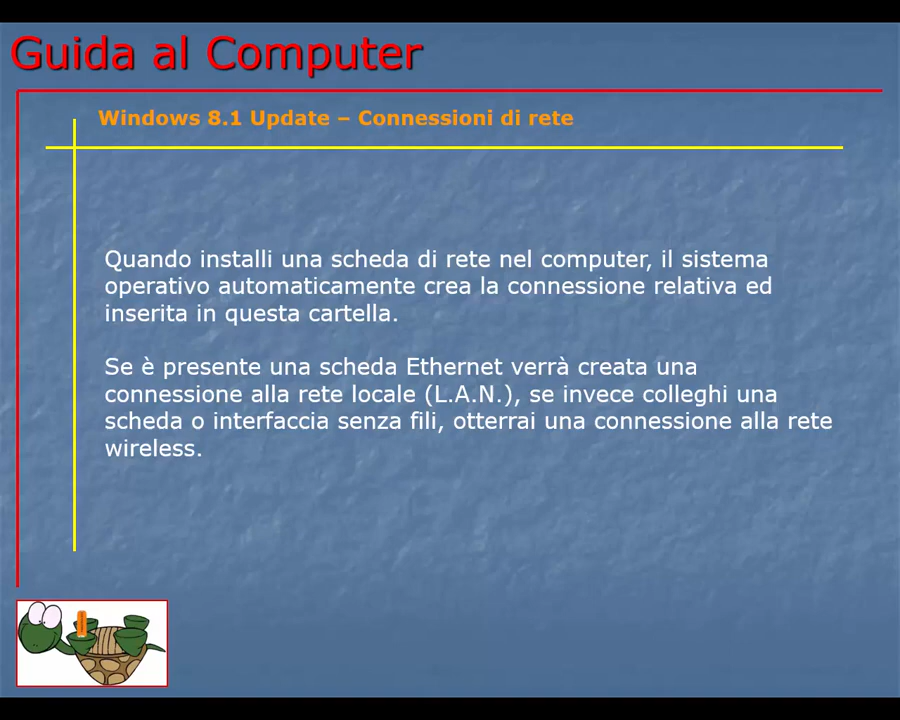 Guida al Computer
Windows 8.1 Update – Connessioni di rete
Quando installi una scheda di rete nel computer, il sistema
operativo automaticamente crea la connessione relativa ed
inserita in questa cartella.
Se è presente una scheda Ethernet verrà creata una
connessione alla rete locale (L.A.N.), se invece colleghi una
scheda o interfaccia senza fili, otterrai una connessione alla rete
wireless.